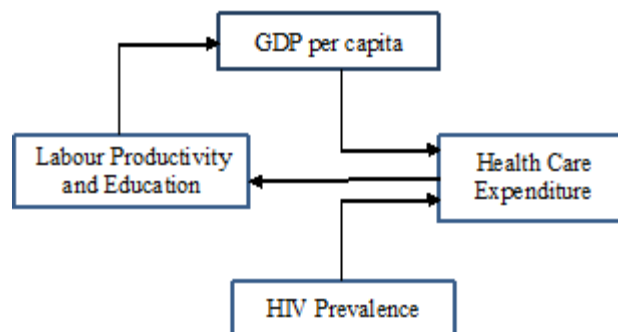 GDP per capita
Labour Productivity
and Education
Health Care
Expenditure
HIV Prevalence